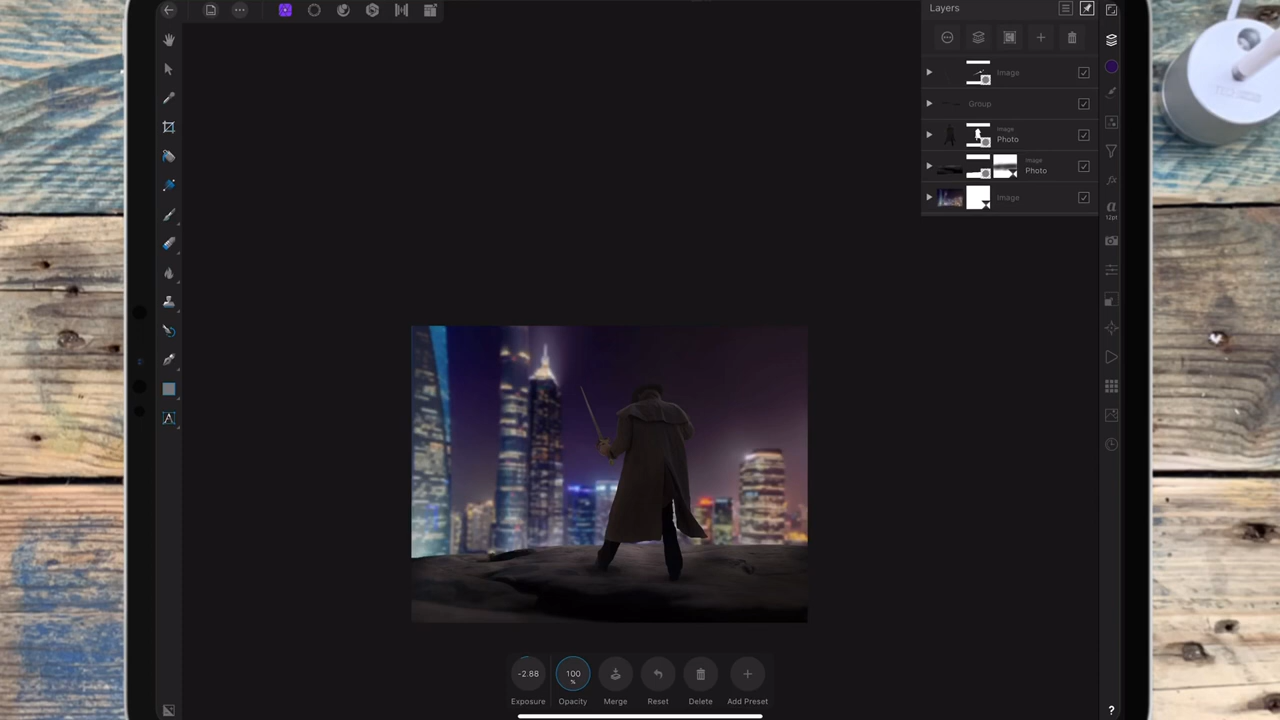 Layers
Image
Group
Image
Photo
Image
Photo
Image
a
12pt
-2.88
100
%
Exposure
Opacity
Merge
Reset
Delete
Add Preset
?